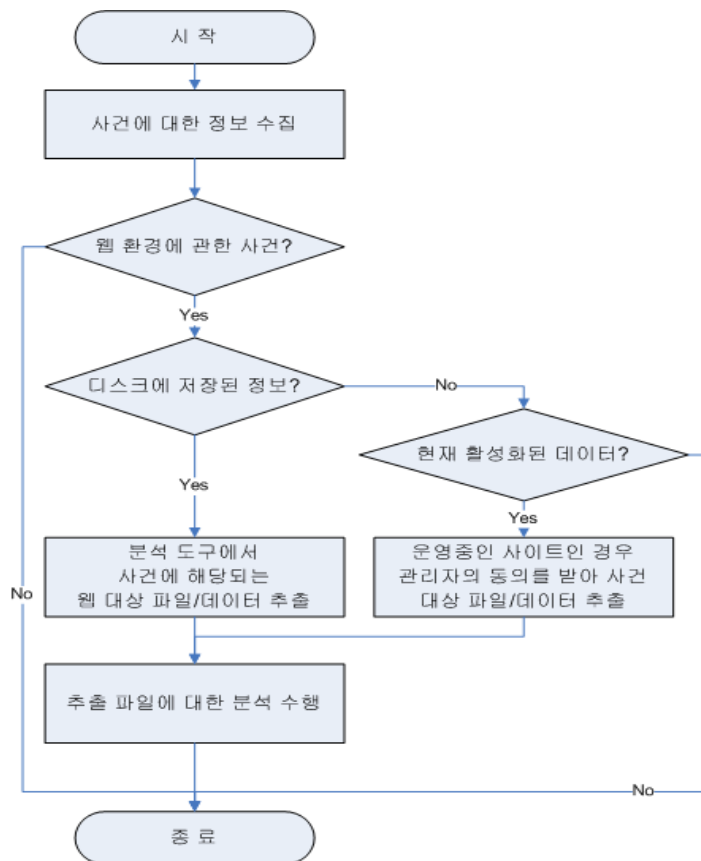 시 작
사건에 대한 정보 수집
웹 환경에 관한 사건?
Yes
디스크에 저장된 정보?
No
현재 활성화된 데이터?
Yes
Yes
분석 도구에서
사건에 해당되는
웹 대상 파일/데이터 추출
운영중인 사이트인 경우
관리자의 동의를 받아 사건
대상 파일/데이터 추출
No
추출 파일에 대한 분석 수행
No
종 료